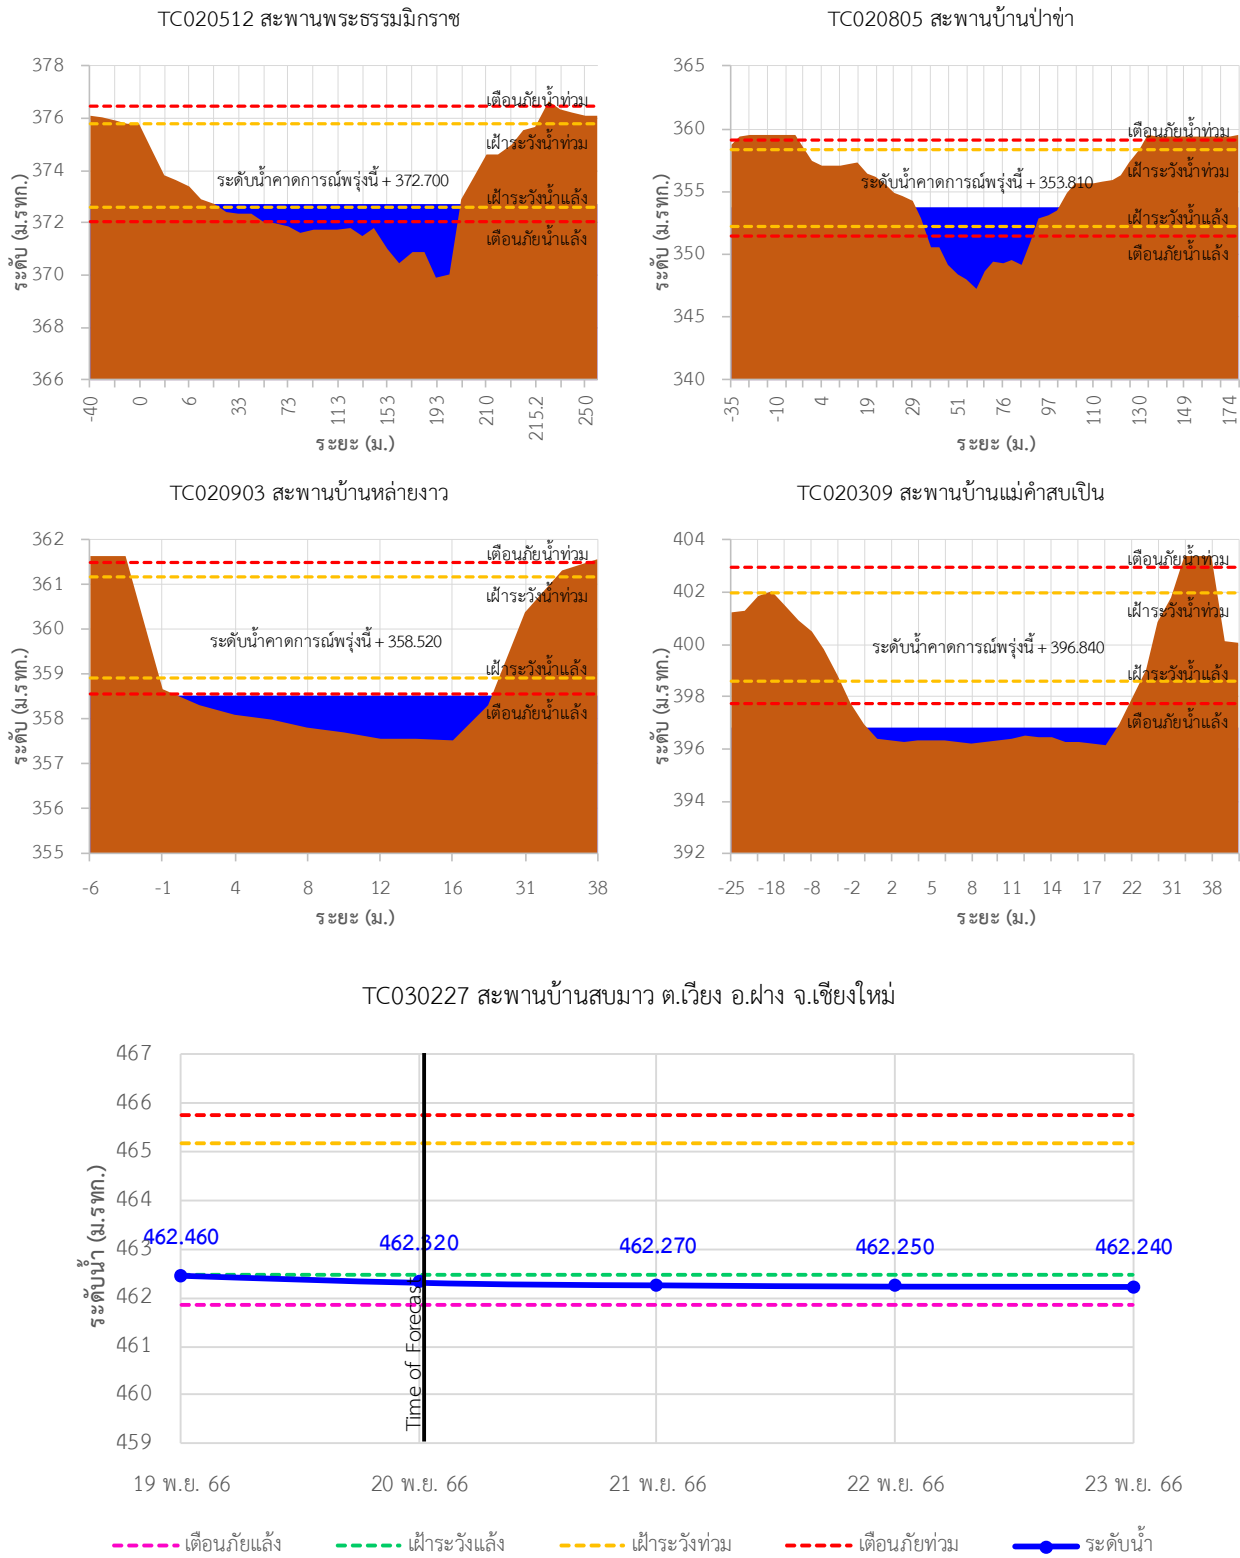 TC020512 สะพานพระธรรมมิกราช
ระดับ (ม.รทก.)
378
376
374
372
370
368
366
เตือนภัยน้ำท่วม
เฝ้าระวังน้ำท่วม
ระดับน้ำคาดการณ์พรุ่งนี้ + 372.700
เฝ้าระวังน้ำแล้ง
เตือนภัยน้ำแล้ง
-40 0 6 33 73 113 153 193 210 215.2 250
ระยะ (ม.)
TC020805 สะพานบ้านป่าข่า
ระดับ (ม.รทก.)
365
360
355
350
345
340
เตือนภัยน้ำท่วม
เฝ้าระวังน้ำท่วม
ระดับน้ำคาดการณ์พรุ่งนี้ + 353.810
เฝ้าระวังน้ำแล้ง
เตือนภัยน้ำแล้ง
-35 -10 4 19 29 51 76 97 110 130 149 174
ระยะ (ม.)
TC020903 สะพานบ้านหล่ายงาว
ระดับ (ม.รทก.)
362
361
360
359
358
357
356
355
เตือนภัยน้ำท่วม
เฝ้าระวังน้ำท่วม
ระดับน้ำคาดการณ์พรุ่งนี้ + 358.520
เฝ้าระวังน้ำแล้ง
เตือนภัยน้ำแล้ง
-6 -1 4 8 12 16 31 38
ระยะ (ม.)
TC020309 สะพานบ้านแม่คำสบเปิน
ระดับ (ม.รทก.)
404
402
400
398
396
394
392
เตือนภัยน้ำท่วม
เฝ้าระวังน้ำท่วม
ระดับน้ำคาดการณ์พรุ่งนี้ + 396.840
เฝ้าระวังน้ำแล้ง
เตือนภัยน้ำแล้ง
-25 -18 -8 -2 2 5 8 11 14 17 22 31 38
ระยะ (ม.)
TC030227 สะพานบ้านสบมาว ต.เวียง อ.ฝาง จ.เชียงใหม่
ระดับน้ำ (ม.รทก.)
467
466
465
464
463
462
461
460
459
462.460 462.320 462.270 462.250 462.240
Time of Forecast
19 พ.ย. 66 20 พ.ย. 66 21 พ.ย. 66 22 พ.ย. 66 23 พ.ย. 66
เตือนภัยแล้ง เฝ้าระวังแล้ง เฝ้าระวังท่วม เตือนภัยท่วม ระดับน้ำ